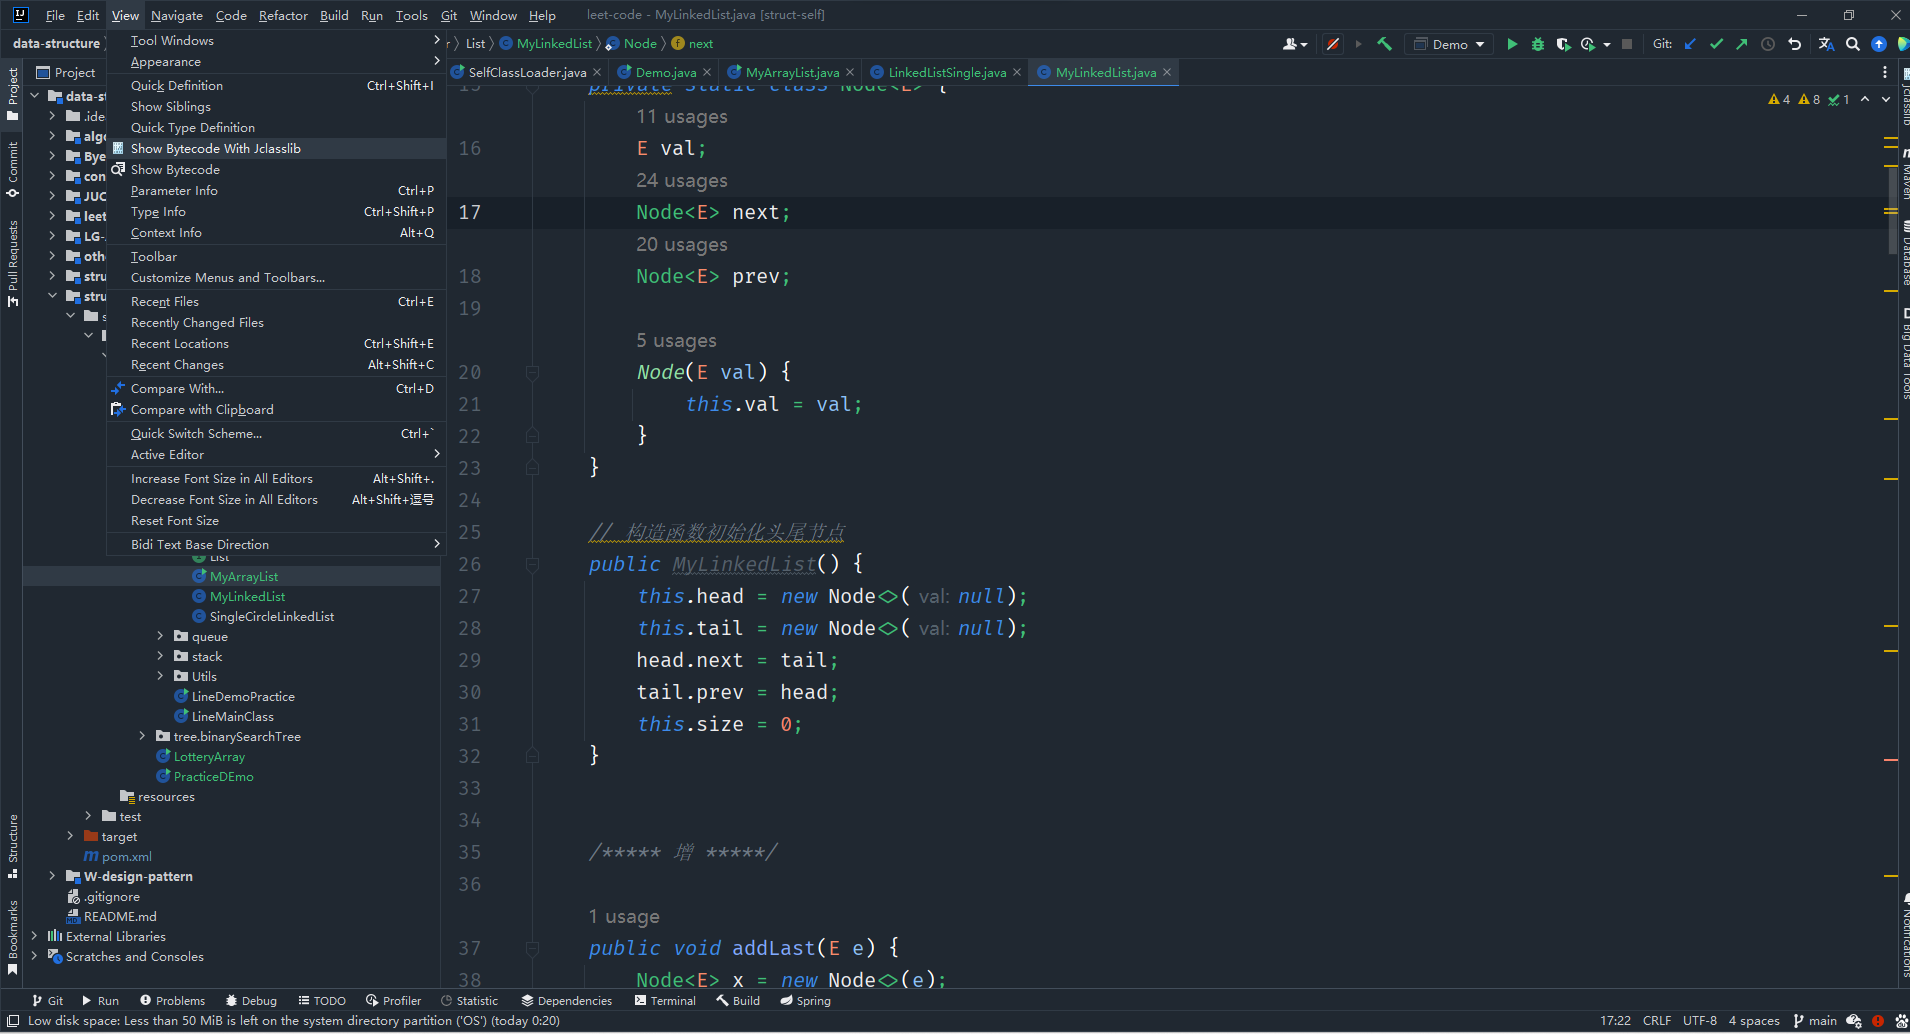 File Edit View Navigate Code Refactor Build Run Tools Git Window Help leet-code - MyLinkedList.java [struct-self]
data-structure List MyLinkedList Node next Demo Git:
SelfClassLoader.java Demo.java MyArrayList.java LinkedListSingle.java MyLinkedList.java
Project
4 8 1
Tool Windows
Appearance
Quick Definition Ctrl+Shift+I
Show Siblings
Quick Type Definition
Show Bytecode With Jclasslib
Show Bytecode
Parameter Info Ctrl+P
Type Info Ctrl+Shift+P
Context Info Alt+Q
Toolbar
Customize Menus and Toolbars...
Recent Files Ctrl+E
Recently Changed Files
Recent Locations Ctrl+Shift+E
Recent Changes Alt+Shift+C
Compare With... Ctrl+D
Compare with Clipboard
Quick Switch Scheme... Ctrl+`
Active Editor
Increase Font Size in All Editors Alt+Shift+.
Decrease Font Size in All Editors Alt+Shift+逗号
Reset Font Size
Bidi Text Base Direction
Project
Commit
Pull Requests
Structure
Bookmarks
data-st
.ide
algo
Bye
con
JUC
leet
LG-
oth
stru
stru
s
List
MyArrayList
MyLinkedList
SingleCircleLinkedList
queue
stack
Utils
LineDemoPractice
LineMainClass
tree.binarySearchTree
LotteryArray
PracticeDEmo
resources
test
target
pom.xml
W-design-pattern
.gitignore
README.md
External Libraries
Scratches and Consoles
15 private static class Node<E> {
11 usages
16 E val;
24 usages
17 Node<E> next;
20 usages
18 Node<E> prev;
19
5 usages
20 Node(E val) {
21 this.val = val;
22 }
23 }
24
25 // 构造函数初始化头尾节点
26 public MyLinkedList() {
27 this.head = new Node<>( val: null);
28 this.tail = new Node<>( val: null);
29 head.next = tail;
30 tail.prev = head;
31 this.size = 0;
32 }
33
34
35 /***** 增 *****/
36
1 usage
37 public void addLast(E e) {
38 Node<E> x = new Node<>(e);
jclasslib
Maven
Database
Big Data Tools
Notifications
Git Run Problems Debug TODO Profiler Statistic Dependencies Terminal Build Spring
Low disk space: Less than 50 MiB is left on the system directory partition ('OS') (today 0:20) 17:22 CRLF UTF-8 4 spaces main